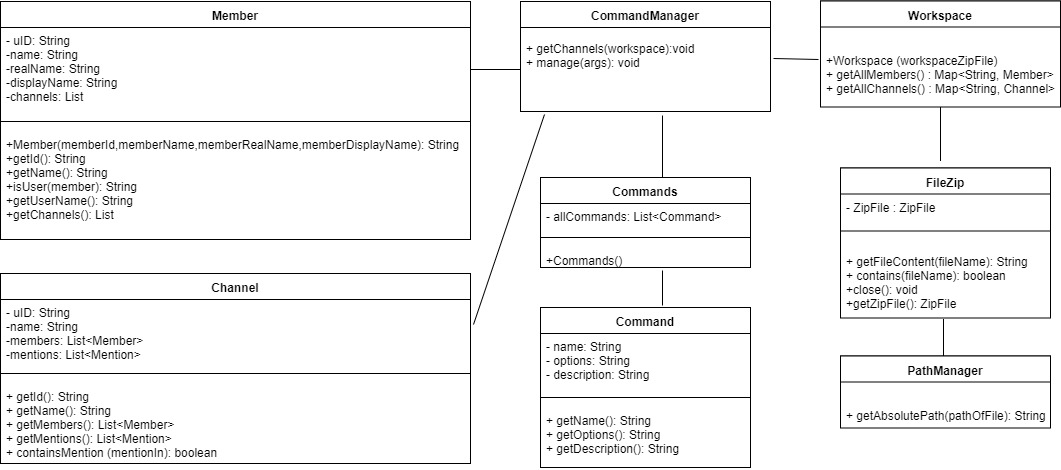 Member
- uID: String
-name: String
-realName: String
-displayName: String
-channels: List
+Member(memberId,memberName,memberRealName,memberDisplayName): String
+getId(): String
+getName(): String
+isUser(member): String
+getUserName(): String
+getChannels(): List
Channel
- uID: String
-name: String
-members: List<Member>
-mentions: List<Mention>
+ getId(): String
+ getName(): String
+ getMembers(): List<Member>
+ getMentions(): List<Mention>
+ containsMention (mentionIn): boolean
CommandManager
+ getChannels(workspace):void
+ manage(args): void
Commands
- allCommands: List<Command>
+Commands()
Command
- name: String
- options: String
- description: String
+ getName(): String
+ getOptions(): String
+ getDescription(): String
Workspace
+Workspace (workspaceZipFile)
+ getAllMembers() : Map<String, Member>
+ getAllChannels() : Map<String, Channel>
FileZip
- ZipFile : ZipFile
+ getFileContent(fileName): String
+ contains(fileName): boolean
+close(): void
+getZipFile(): ZipFile
PathManager
+ getAbsolutePath(pathOfFile): String